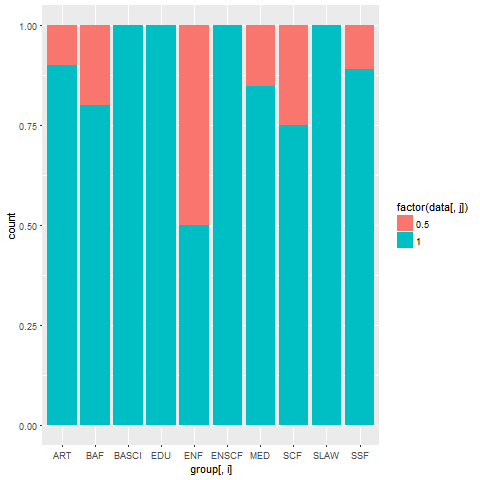 1.00
0.75
0.50
0.25
0.00
count
ART BAF BASCI EDU ENF ENSCF MED SCF SLAW SSF
group[, i]
factor(data[, j])
0.5
1